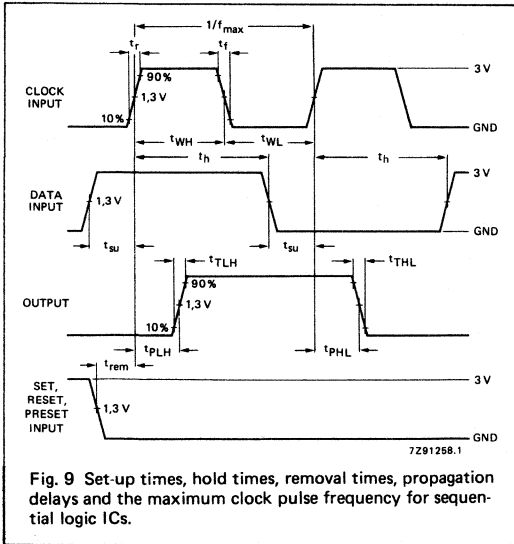 1/fmax
tr
tf
90%
3 V
CLOCK
INPUT
1,3 V
10%
GND
tWH
tWL
th
th
3 V
DATA
INPUT
1,3 V
GND
tsu
tsu
tTLH
tTHL
90%
OUTPUT
1,3 V
10%
tPLH
tPHL
trem
3 V
SET,
RESET,
PRESET
INPUT
1,3 V
GND
7Z91258.1
Fig. 9 Set-up times, hold times, removal times, propagation
delays and the maximum clock pulse frequency for sequen-
tial logic ICs.